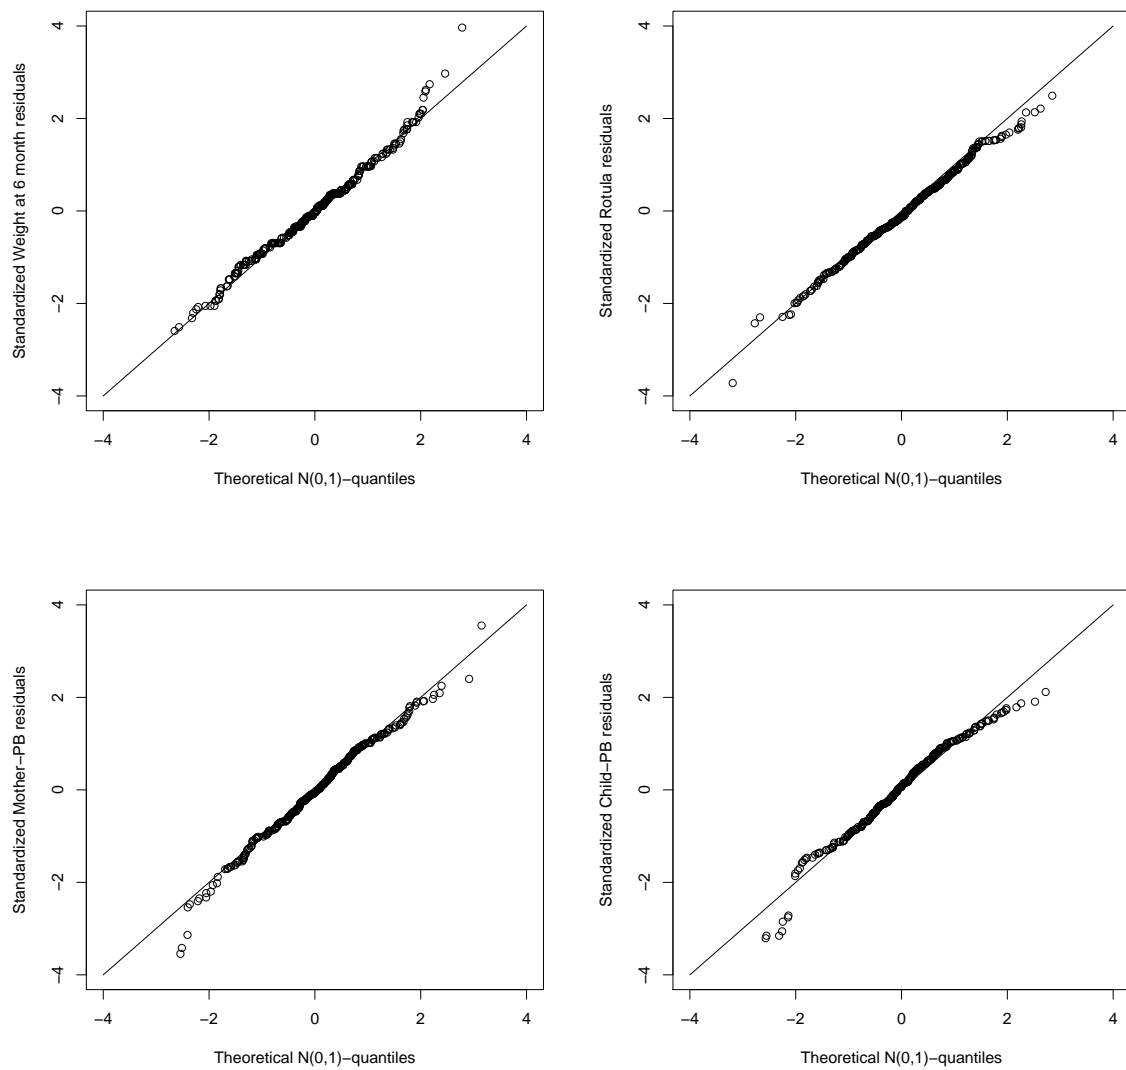 Standardized Weight at 6 month residuals
4
2
0
−2
−4
−4 −2 0 2 4
Theoretical N(0,1)−quantiles
Standardized Rotula residuals
4
2
0
−2
−4
−4 −2 0 2 4
Theoretical N(0,1)−quantiles
Standardized Mother−PB residuals
4
2
0
−2
−4
−4 −2 0 2 4
Theoretical N(0,1)−quantiles
Standardized Child−PB residuals
4
2
0
−2
−4
−4 −2 0 2 4
Theoretical N(0,1)−quantiles